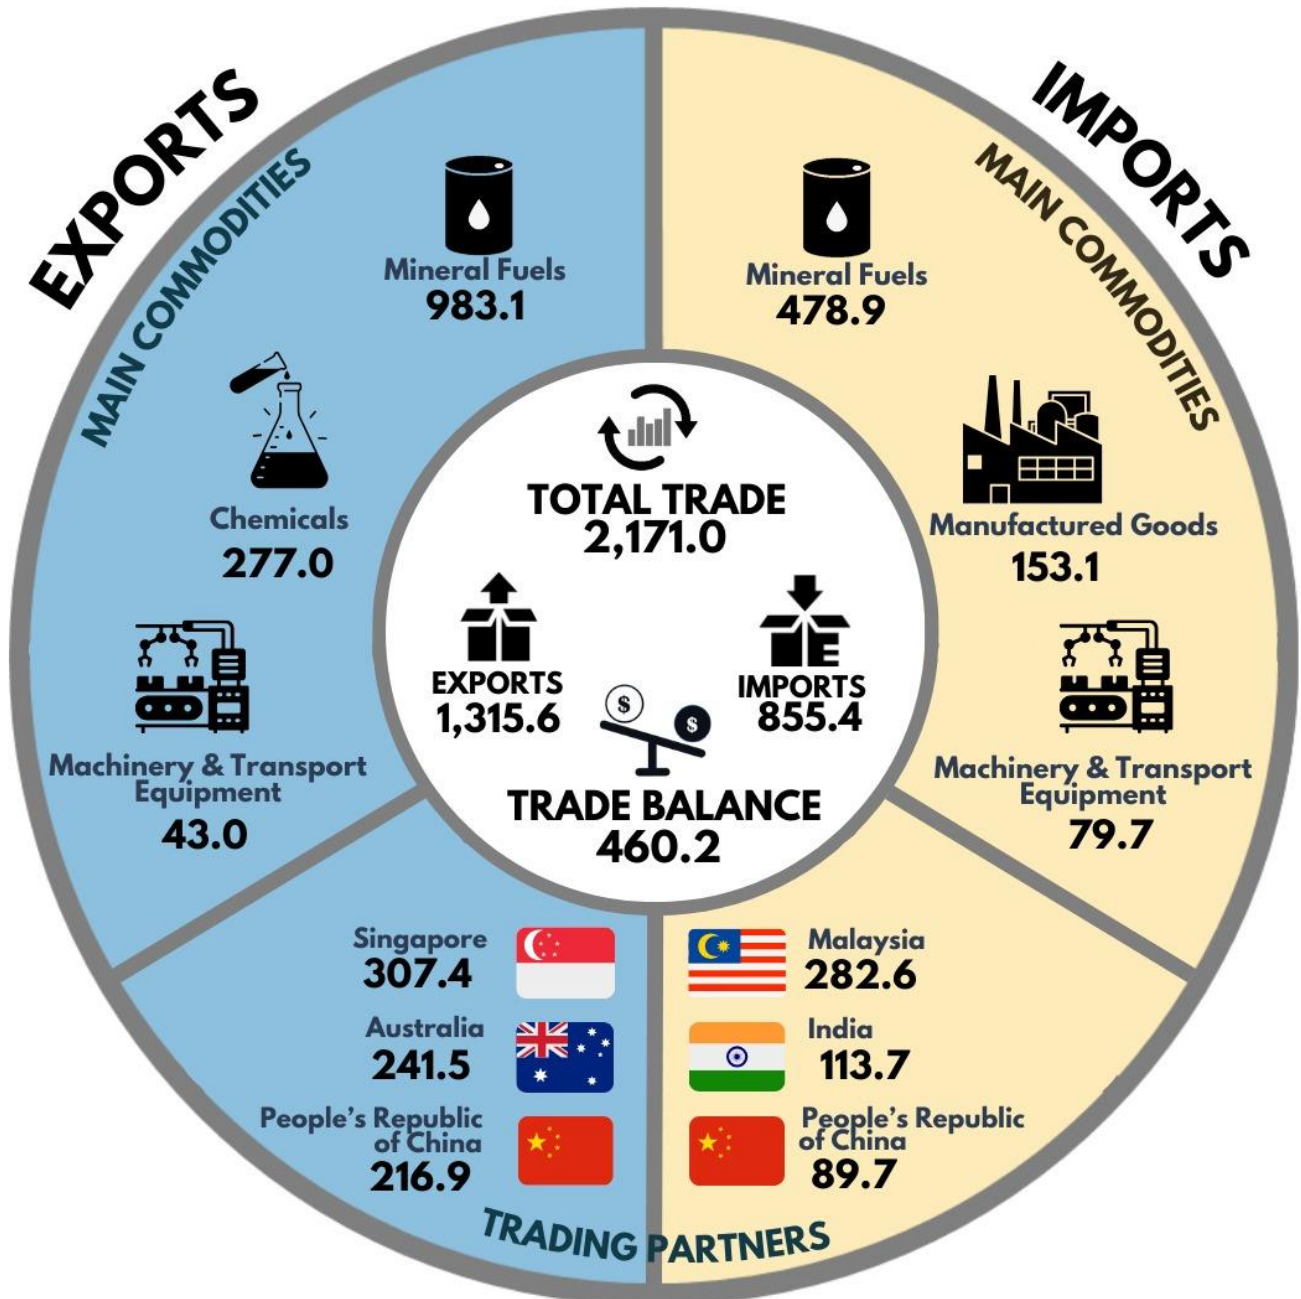 EXPORTS
MAIN COMMODITIES
Mineral Fuels
983.1
Chemicals
277.0
Machinery & Transport
Equipment
43.0
IMPORTS
MAIN COMMODITIES
Mineral Fuels
478.9
Manufactured Goods
153.1
Machinery & Transport
Equipment
79.7
TOTAL TRADE
2,171.0
EXPORTS
1,315.6
IMPORTS
855.4
$
$
TRADE BALANCE
460.2
Singapore
307.4
Australia
241.5
People's Republic
of China
216.9
Malaysia
282.6
India
113.7
People's Republic
of China
89.7
TRADING PARTNERS